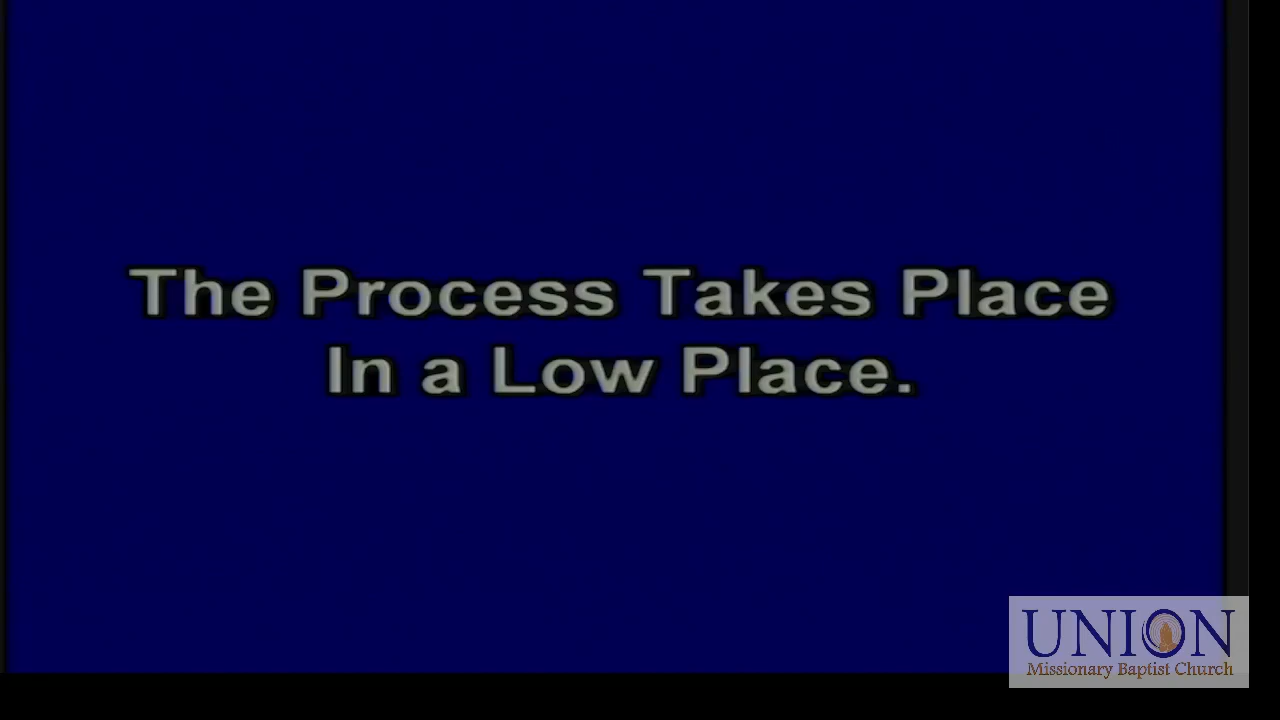 The Process Takes Place
In a Low Place.
UNION
Missionary Baptist Church